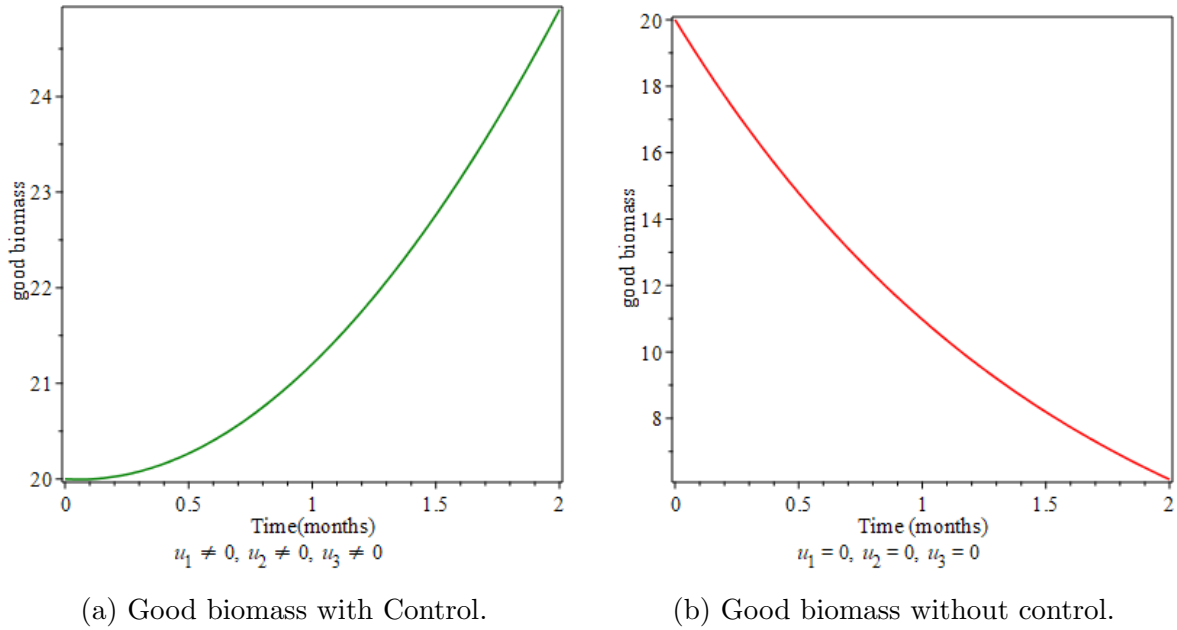 24
23
22
21
20
good biomass
0
0.5
1
1.5
2
Time(months)
u₁ ≠ 0, u₂ ≠ 0, u₃ ≠ 0
(a) Good biomass with Control.
20
18
16
14
12
10
8
good biomass
0
0.5
1
1.5
2
Time (months)
u₁ = 0, u₂ = 0, u₃ = 0
(b) Good biomass without control.